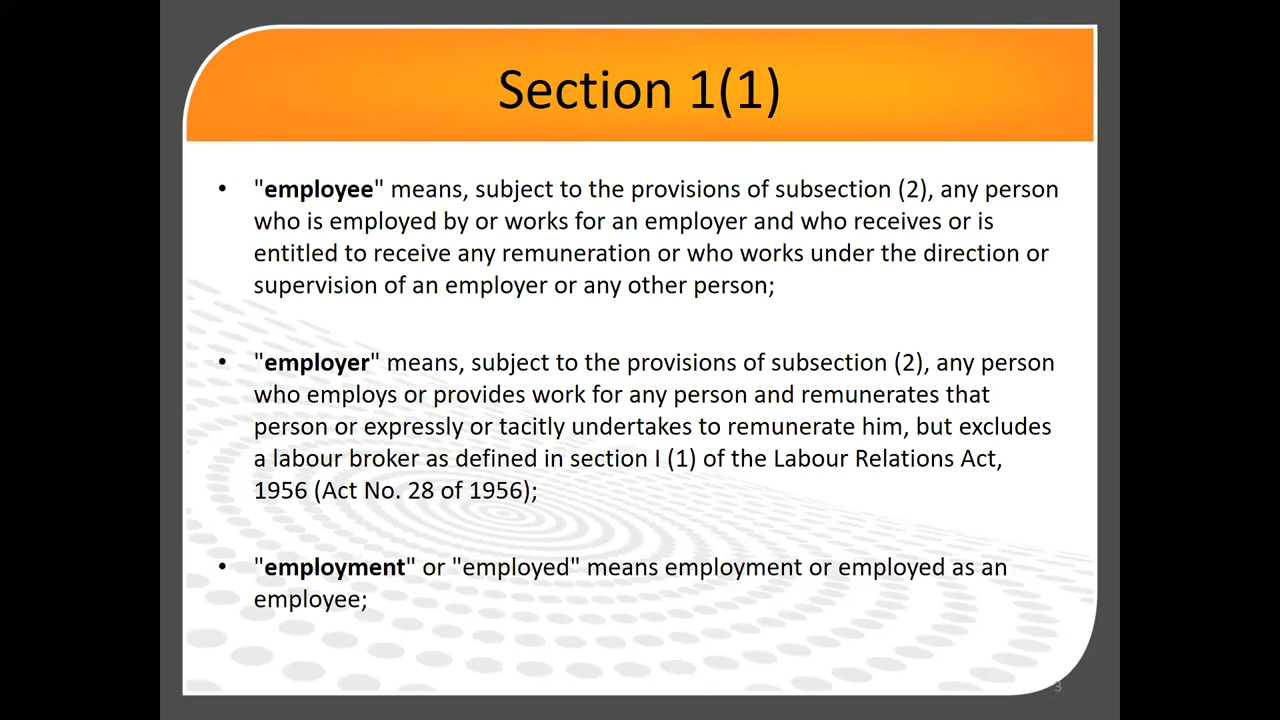 Section 1(1)
• "employee" means, subject to the provisions of subsection (2), any person
who is employed by or works for an employer and who receives or is
entitled to receive any remuneration or who works under the direction or
supervision of an employer or any other person;
• "employer" means, subject to the provisions of subsection (2), any person
who employs or provides work for any person and remunerates that
person or expressly or tacitly undertakes to remunerate him, but excludes
a labour broker as defined in section I (1) of the Labour Relations Act,
1956 (Act No. 28 of 1956);
• "employment" or "employed" means employment or employed as an
employee;
3